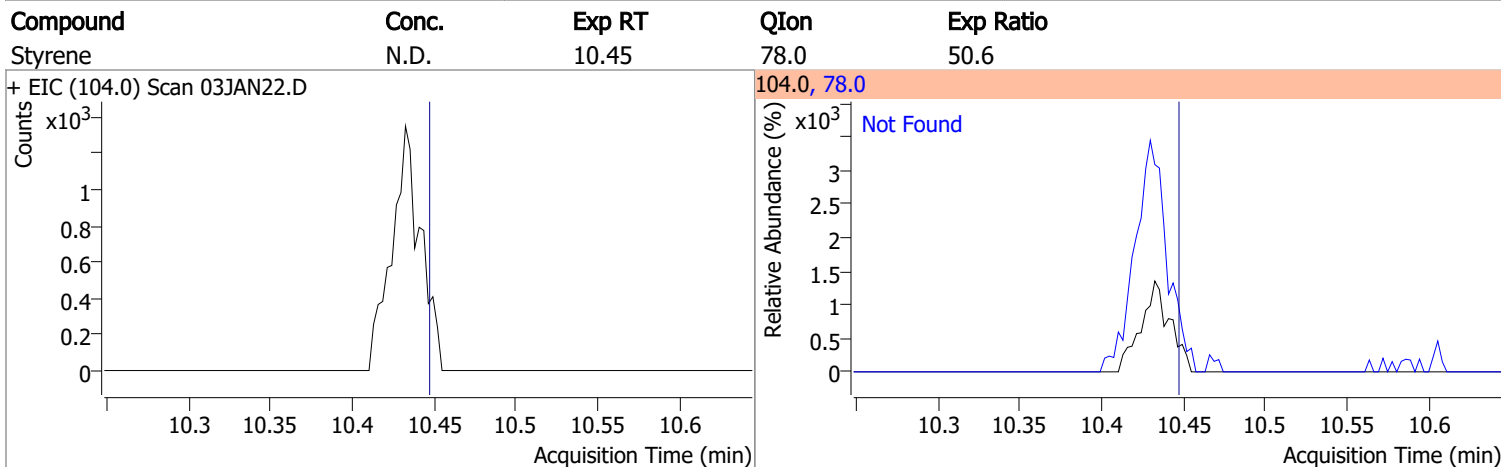 Compound Conc. Exp RT QIon Exp Ratio
Styrene N.D. 10.45 78.0 50.6
+ EIC (104.0) Scan 03JAN22.D
Counts
x10³
1
0.8
0.6
0.4
0.2
0
10.3 10.35 10.4 10.45 10.5 10.55 10.6
Acquisition Time (min)
104.0, 78.0
Relative Abundance (%)
x10³
Not Found
3
2.5
2
1.5
1
0.5
0
10.3 10.35 10.4 10.45 10.5 10.55 10.6
Acquisition Time (min)